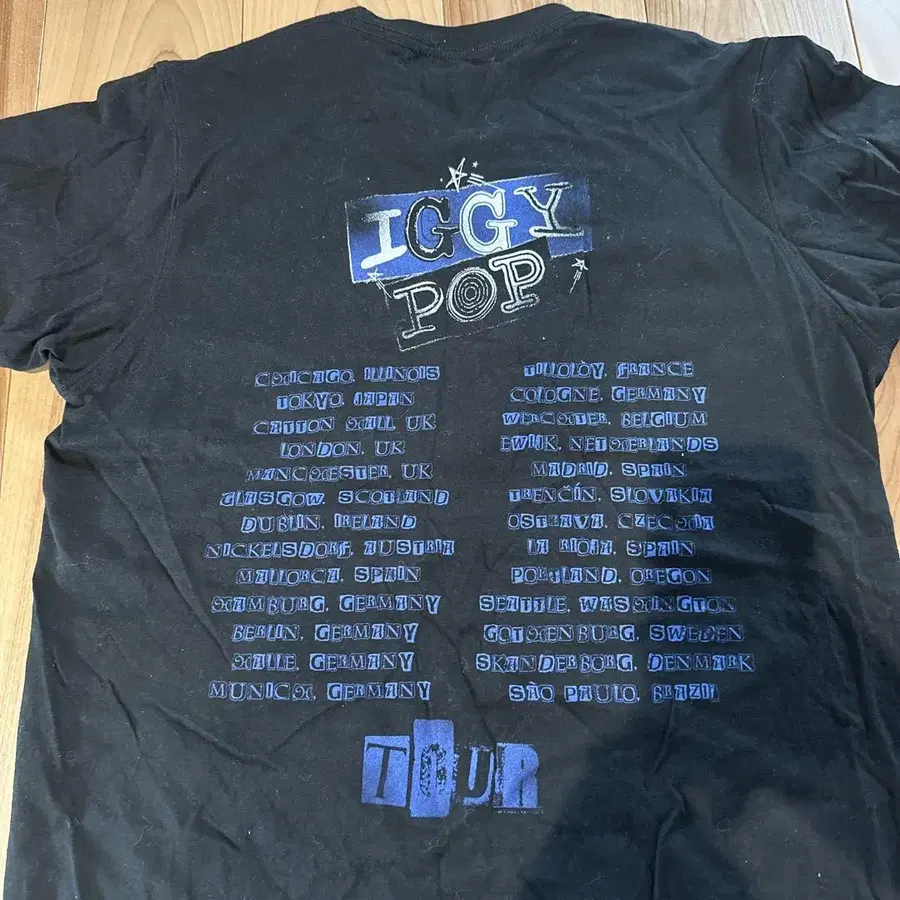 IGGY
POP
CHICAGO, ILLINOIS
TOKYO, JAPAN
CATTON HALL, UK
LONDON, UK
MANCHESTER, UK
GLASGOW, SCOTLAND
DUBLIN, IRELAND
NICKELSDORF, AUSTRIA
MALLORCA, SPAIN
HAMBURG, GERMANY
BERLIN, GERMANY
HALLE, GERMANY
MUNICH, GERMANY
TILLOLOY, FRANCE
COLOGNE, GERMANY
WERCHTER, BELGIUM
EWIJK, NETHERLANDS
MADRID, SPAIN
TRENČÍN, SLOVAKIA
OSTRAVA, CZECHIA
LA RIOJA, SPAIN
PORTLAND, OREGON
SEATTLE, WASHINGTON
GOTHENBURG, SWEDEN
SKANDERBORG, DENMARK
SÃO PAULO, BRAZIL
TOUR